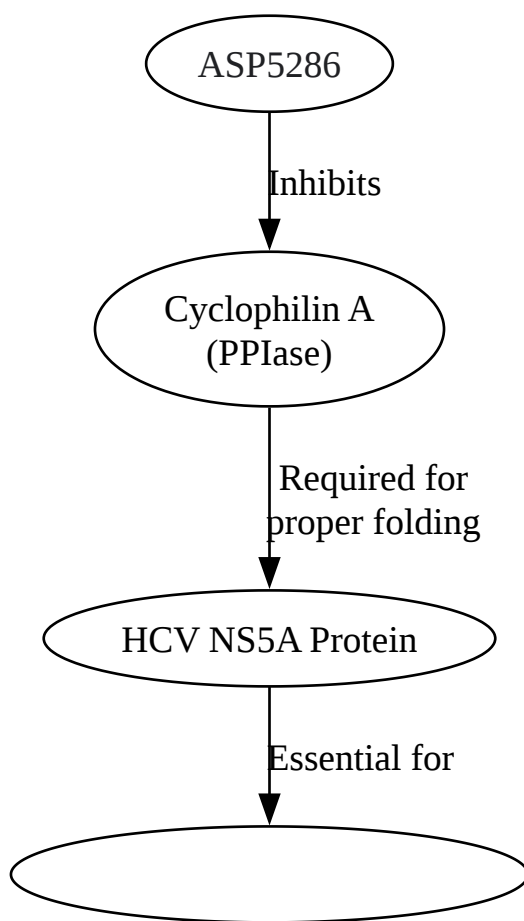 ASP5286
Inhibits
Cyclophilin A
(PPIase)
Required for
proper folding
HCV NS5A Protein
Essential for